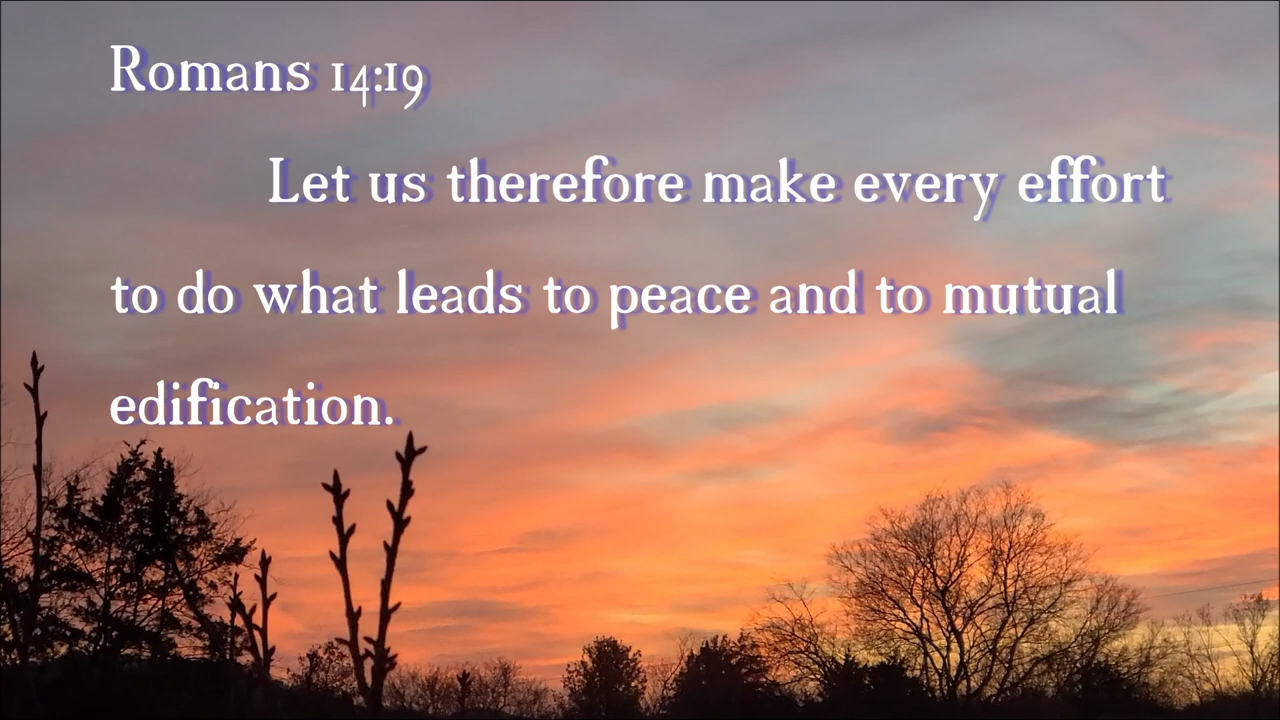 Romans 14:19
Let us therefore make every effort
to do what leads to peace and to mutual
edification.